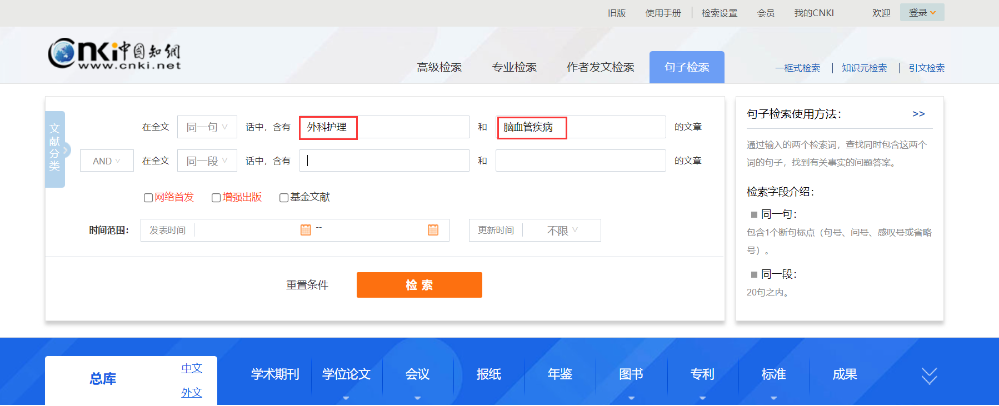 旧版 使用手册 检索设置 会员 我的CNKI 欢迎 登录
CNKI中国知網
www.cnki.net
高级检索 专业检索 作者发文检索 句子检索 一框式检索 知识元检索 引文检索
文献分类
在全文 同一句 话中，含有 外科护理 和 脑血管疾病 的文章
AND 在全文 同一段 话中，含有 和 的文章
网络首发 增强出版 基金文献
时间范围： 发表时间 -- 更新时间 不限
重置条件 检索
句子检索使用方法： >>
通过输入的两个检索词，查找同时包含这两个
词的句子，找到有关事实的问题答案。
检索字段介绍：
同一句：
包含1个断句标点（句号、问号、感叹号或省略
号）。
同一段：
20句之内。
总库 中文
外文
学术期刊 学位论文 会议 报纸 年鉴 图书 专利 标准 成果